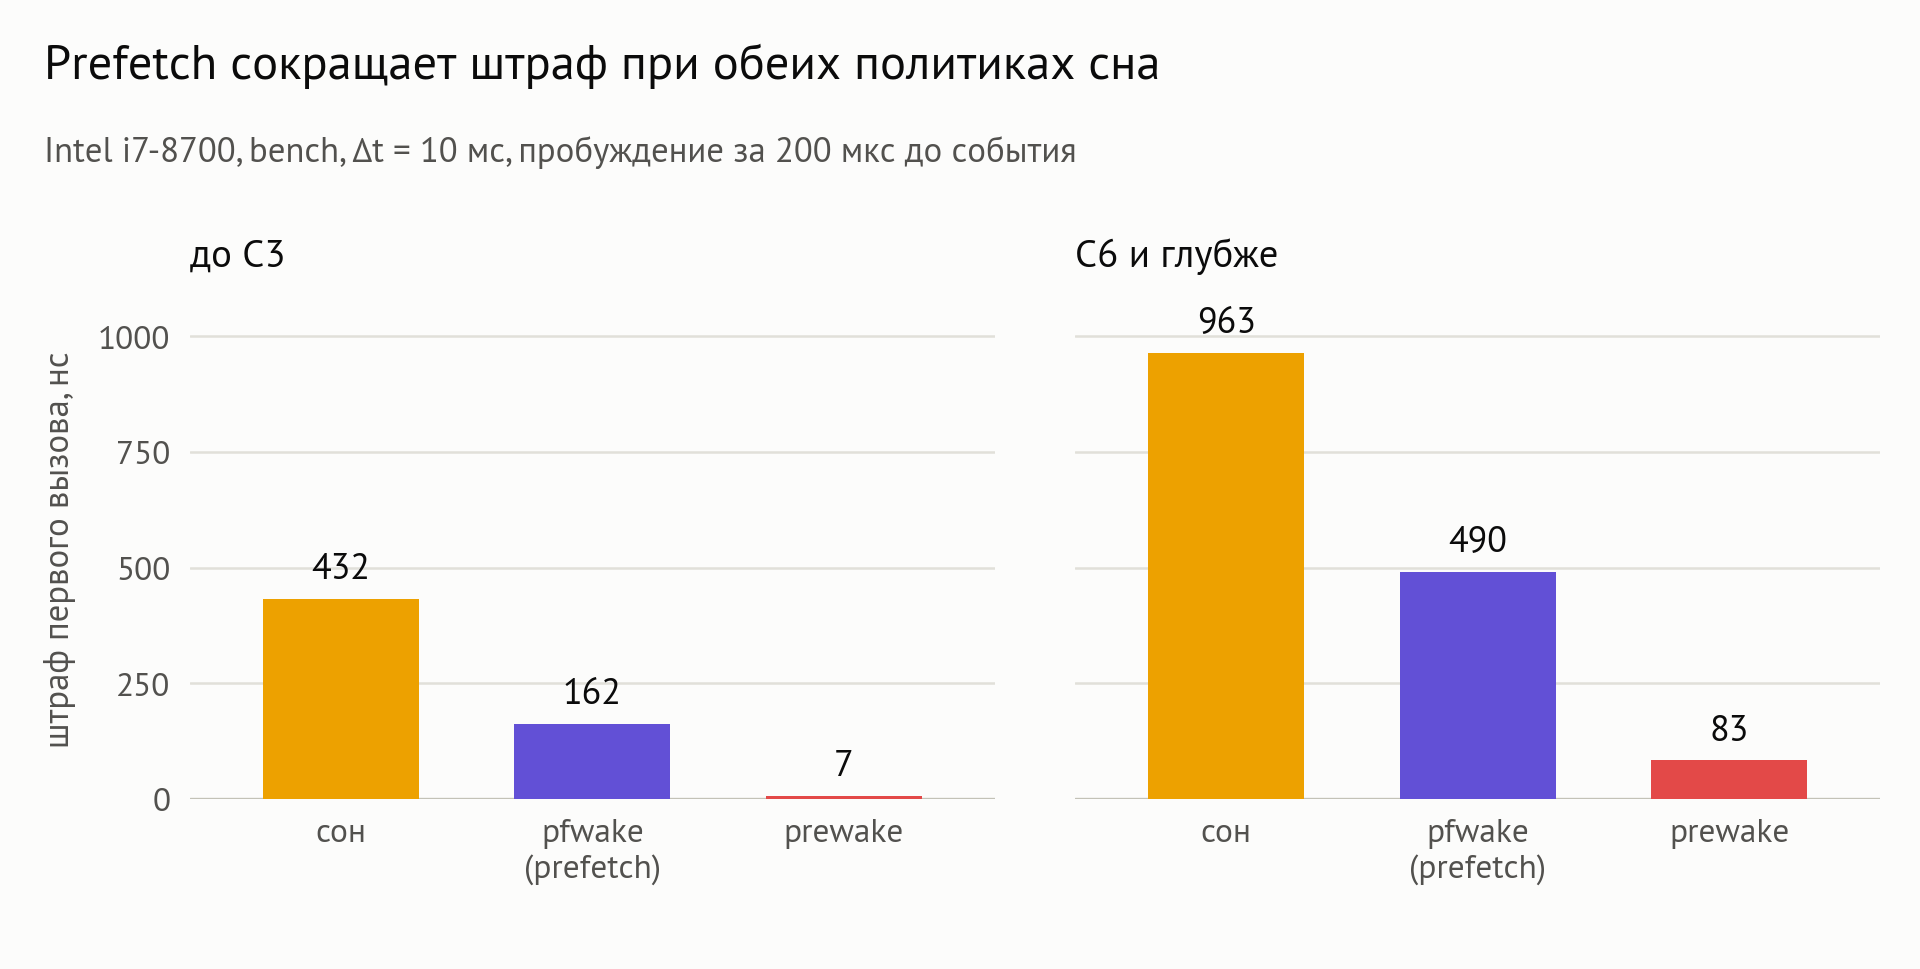 Prefetch сокращает штраф при обеих политиках сна
Intel i7-8700, bench, Δt = 10 мс, пробуждение за 200 мкс до события
до C3
C6 и глубже
штраф первого вызова, нс
1000
750
500
250
0
432
162
7
963
490
83
сон
pfwake
(prefetch)
prewake
сон
pfwake
(prefetch)
prewake